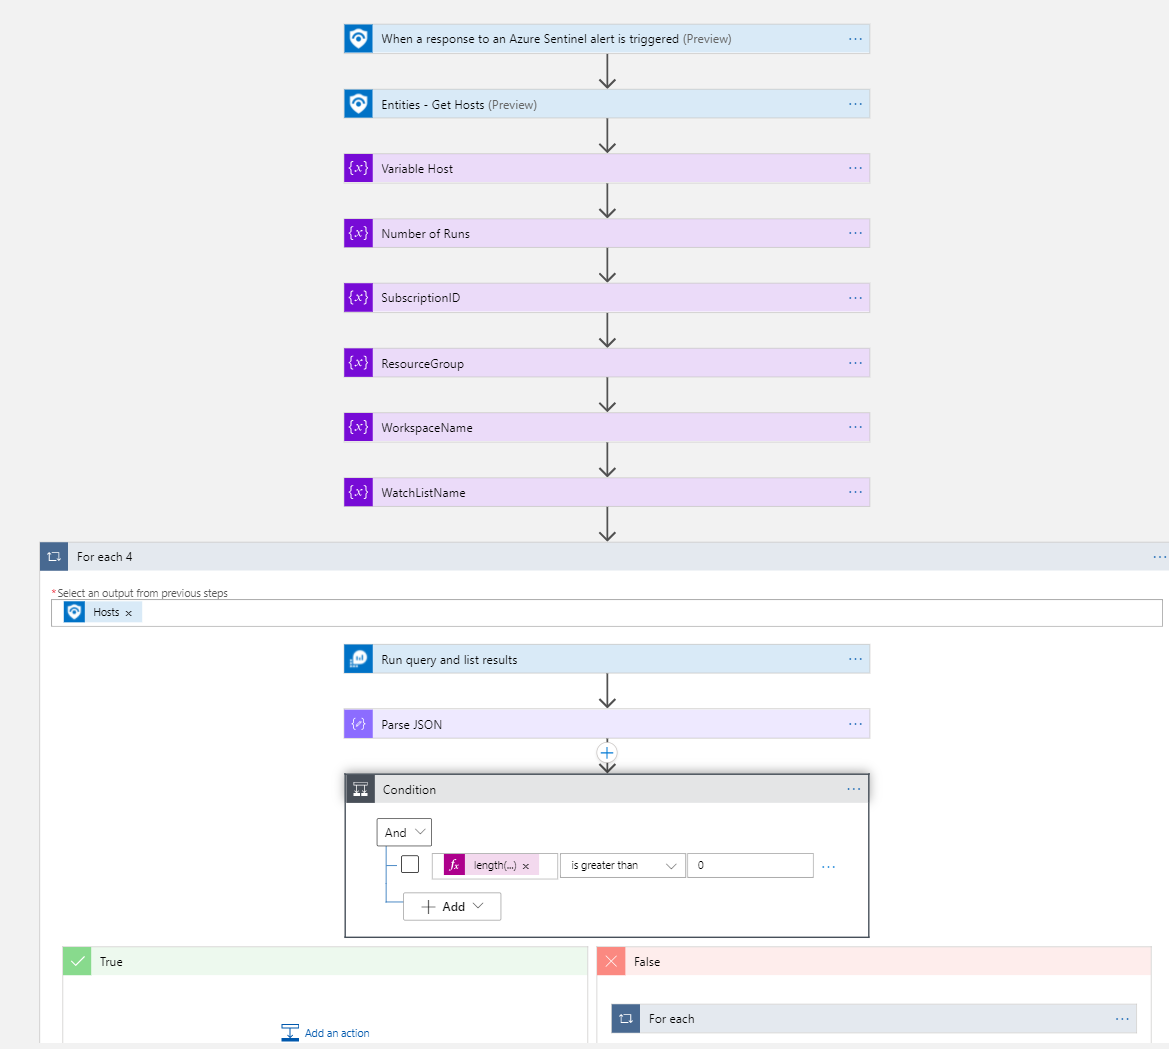 When a response to an Azure Sentinel alert is triggered (Preview)
Entities - Get Hosts (Preview)
{x} Variable Host
{x} Number of Runs
{x} SubscriptionID
{x} ResourceGroup
{x} WorkspaceName
{x} WatchListName
For each 4
*Select an output from previous steps
Hosts ×
Run query and list results
Parse JSON
Condition
And
fx length(...) × is greater than 0
+ Add
True
False
For each
Add an action